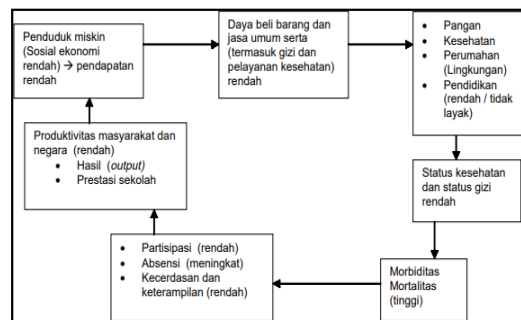 Penduduk miskin
(Sosial ekonomi
rendah) → pendapatan
rendah
Daya beli barang dan
jasa umum serta
(termasuk gizi dan
pelayanan kesehatan)
rendah
• Pangan
• Kesehatan
• Perumahan
(Lingkungan)
• Pendidikan
(rendah / tidak
layak)
Status kesehatan
dan status gizi
rendah
Morbiditas
Mortalitas
(tinggi)
• Partisipasi (rendah)
• Absensi (meningkat)
• Kecerdasan dan
keterampilan (rendah)
Produktivitas masyarakat dan
negara (rendah)
• Hasil (output)
• Prestasi sekolah